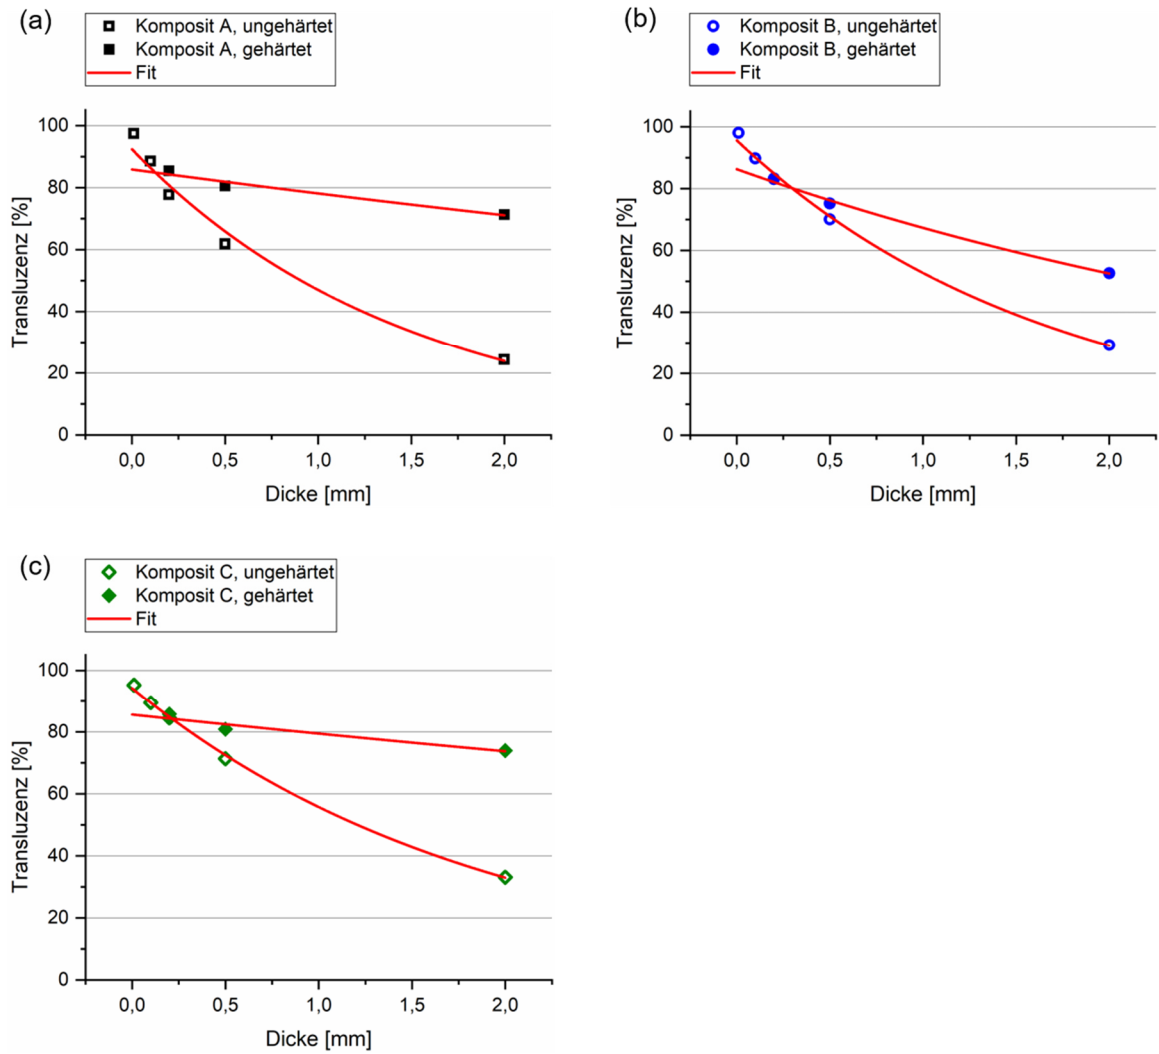 (a)
Komposit A, ungehärtet
Komposit A, gehärtet
Fit
100
80
60
40
20
0
Transluzenz [%]
0,0 0,5 1,0 1,5 2,0
Dicke [mm]
(b)
Komposit B, ungehärtet
Komposit B, gehärtet
Fit
100
80
60
40
20
0
Transluzenz [%]
0,0 0,5 1,0 1,5 2,0
Dicke [mm]
(c)
Komposit C, ungehärtet
Komposit C, gehärtet
Fit
100
80
60
40
20
0
Transluzenz [%]
0,0 0,5 1,0 1,5 2,0
Dicke [mm]